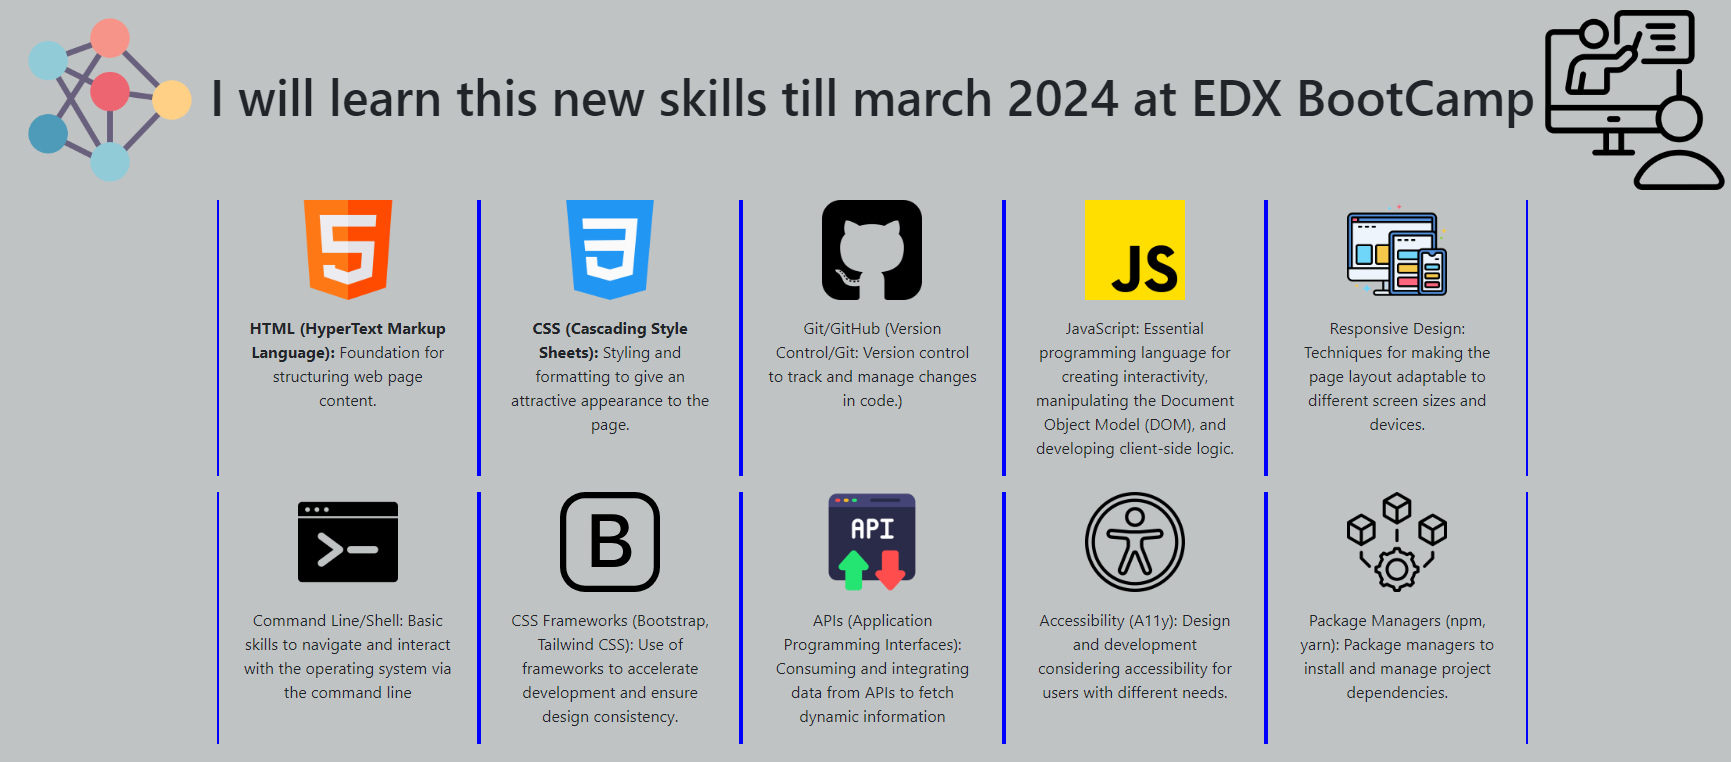 I will learn this new skills till march 2024 at EDX BootCamp
JS
HTML (HyperText Markup
Language): Foundation for
structuring web page
content.
CSS (Cascading Style
Sheets): Styling and
formatting to give an
attractive appearance to the
page.
Git/GitHub (Version
Control/Git: Version control
to track and manage changes
in code.)
JavaScript: Essential
programming language for
creating interactivity,
manipulating the Document
Object Model (DOM), and
developing client-side logic.
Responsive Design:
Techniques for making the
page layout adaptable to
different screen sizes and
devices.
B
API
Command Line/Shell: Basic
skills to navigate and interact
with the operating system via
the command line
CSS Frameworks (Bootstrap,
Tailwind CSS): Use of
frameworks to accelerate
development and ensure
design consistency.
APIs (Application
Programming Interfaces):
Consuming and integrating
data from APIs to fetch
dynamic information
Accessibility (A11y): Design
and development
considering accessibility for
users with different needs.
Package Managers (npm,
yarn): Package managers to
install and manage project
dependencies.